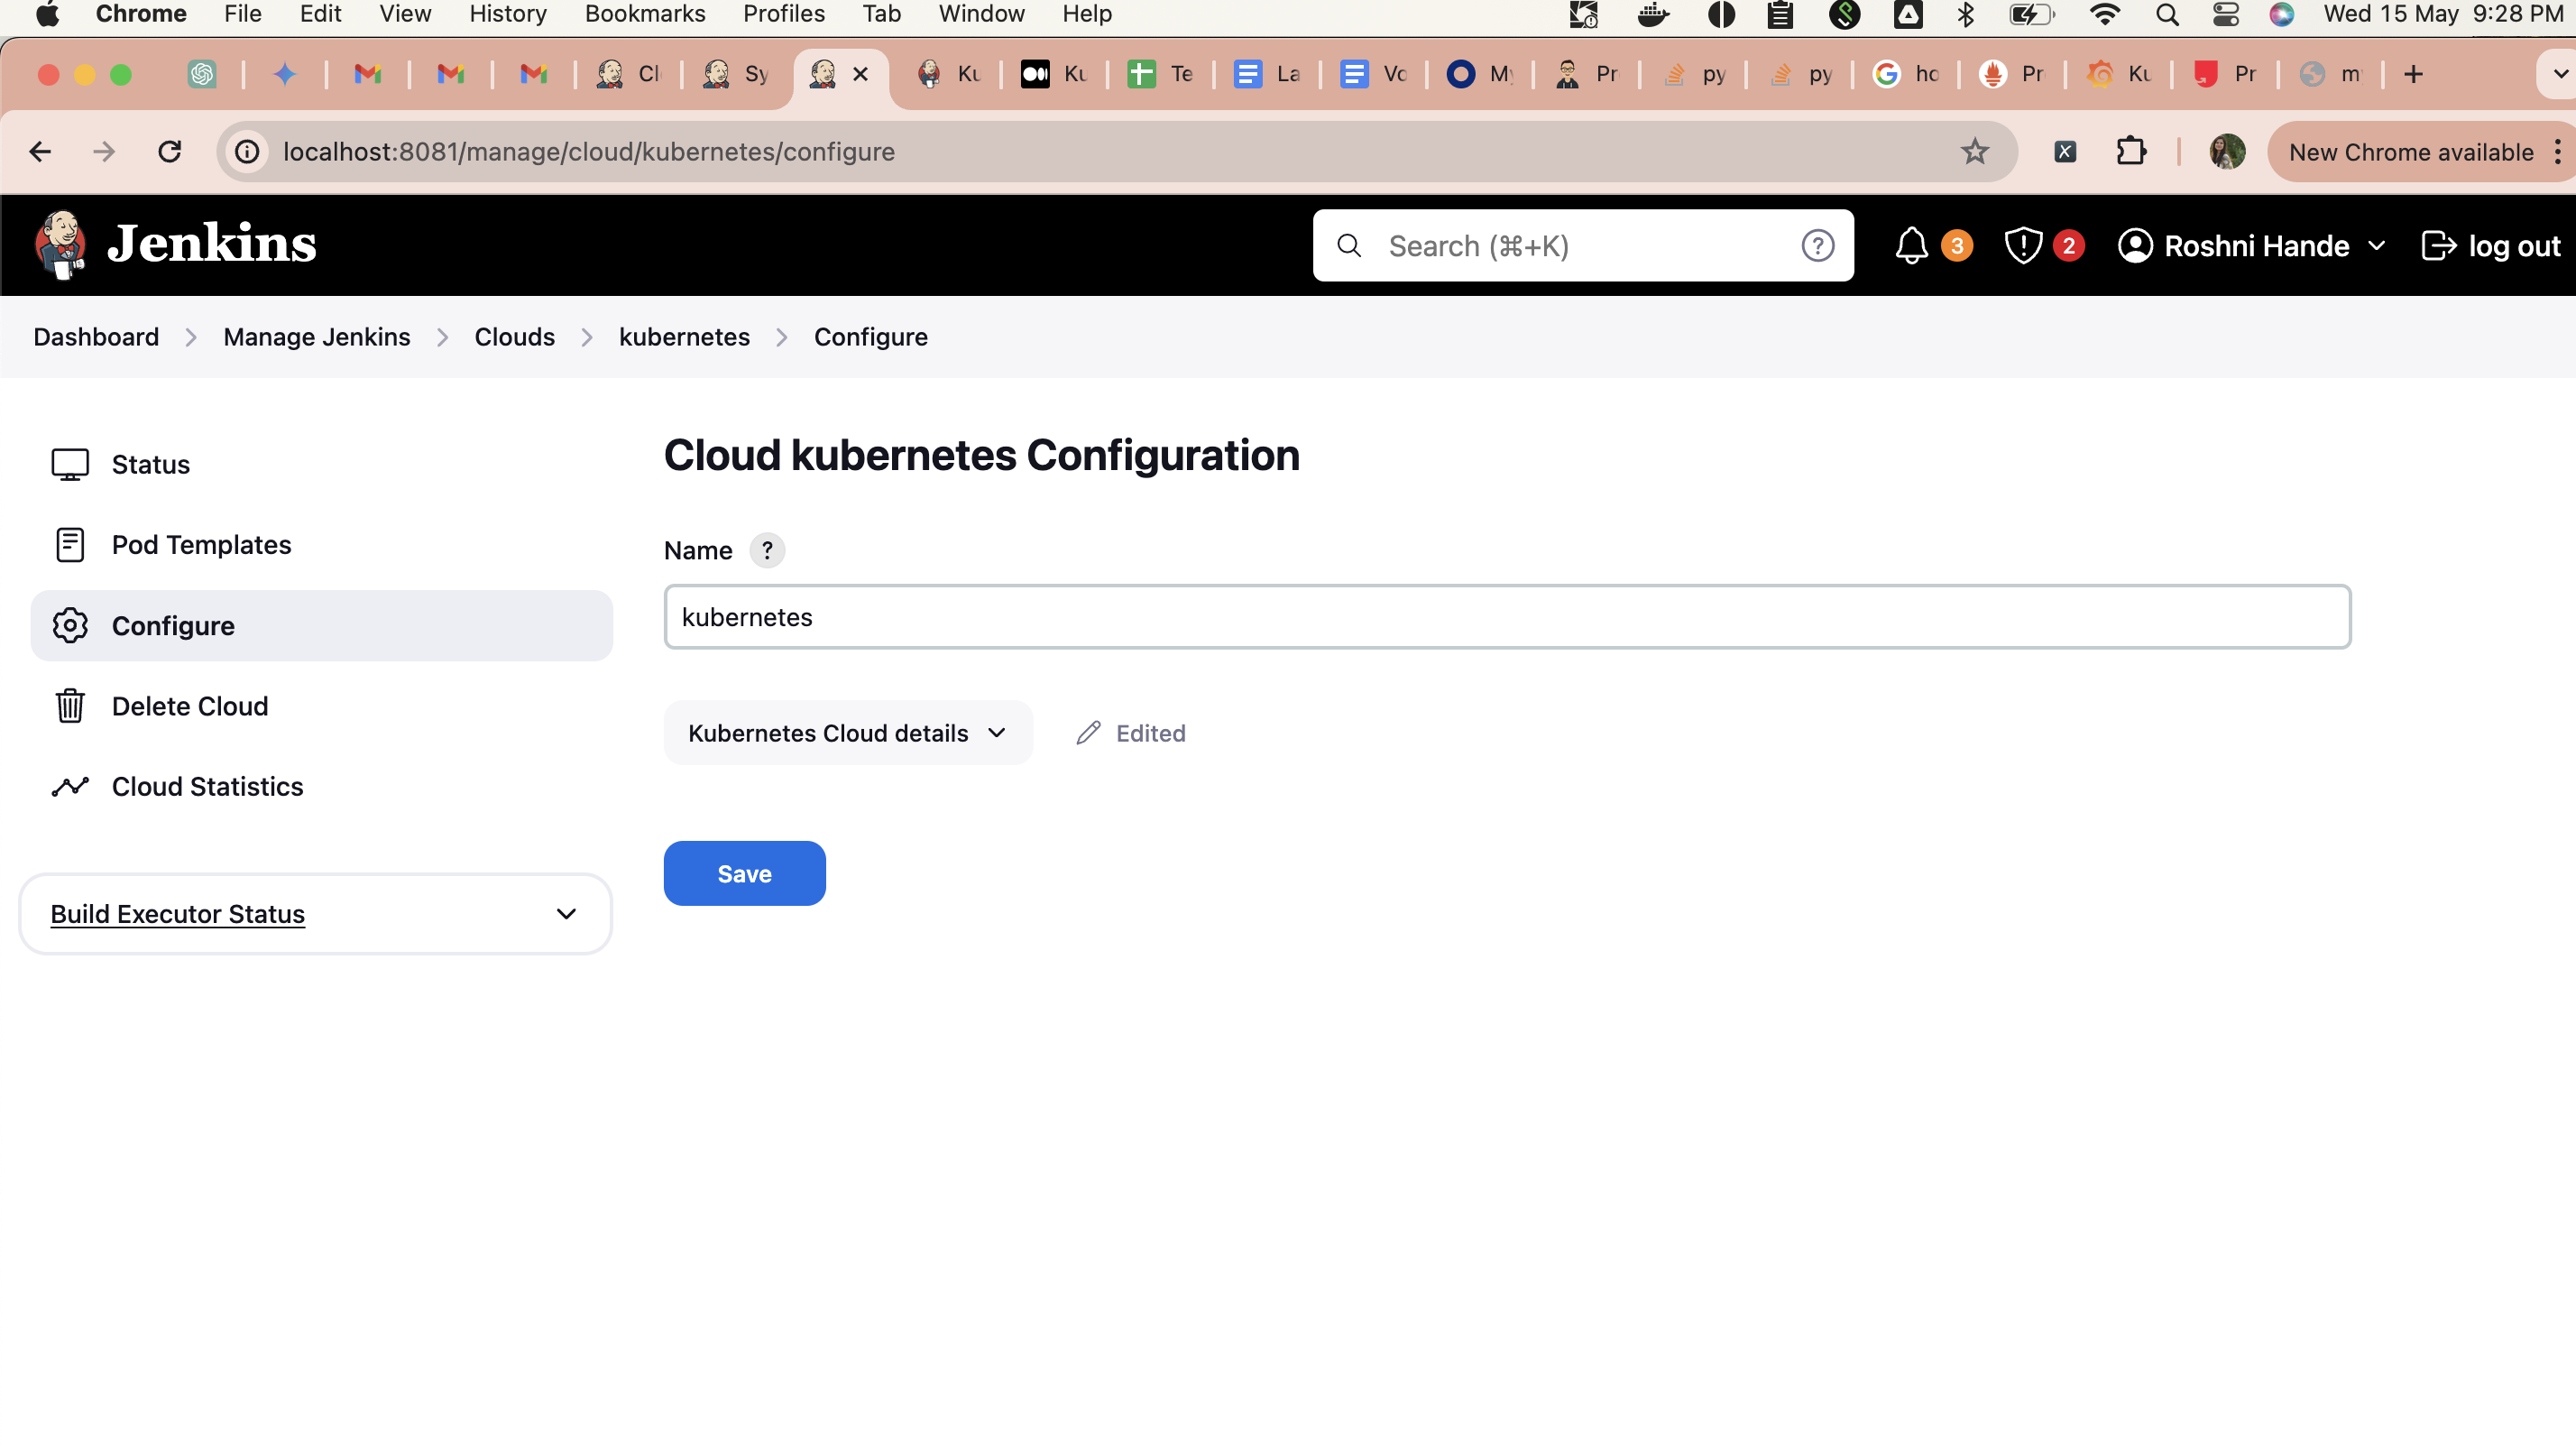 Chrome File Edit View History Bookmarks Profiles Tab Window Help Wed 15 May 9:28 PM
Cl Sy Ku Ku Te La Vo My Pr py py ho Pr Ku Pr m
localhost:8081/manage/cloud/kubernetes/configure New Chrome available
Jenkins Search (⌘+K) ? 3 2 Roshni Hande log out
Dashboard Manage Jenkins Clouds kubernetes Configure
Status
Pod Templates
Configure
Delete Cloud
Cloud Statistics
Build Executor Status
Cloud kubernetes Configuration
Name ?
kubernetes
Kubernetes Cloud details Edited
Save